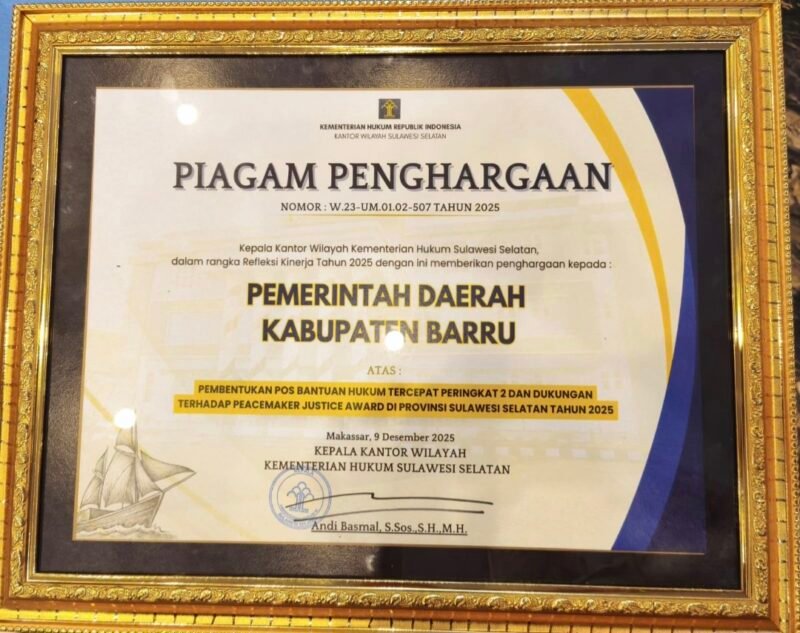 KEMENTERIAN HUKUM REPUBLIK INDONESIA
KANTOR WILAYAH SULAWESI SELATAN
PIAGAM PENGHARGAAN
NOMOR : W.23-UM.01.02-507 TAHUN 2025
Kepala Kantor Wilayah Kementerian Hukum Sulawesi Selatan,
dalam rangka Refleksi Kinerja Tahun 2025 dengan ini memberikan penghargaan kepada :
PEMERINTAH DAERAH
KABUPATEN BARRU
ATAS :
PEMBENTUKAN POS BANTUAN HUKUM TERCEPAT PERINGKAT 2 DAN DUKUNGAN
TERHADAP PEACEMAKER JUSTICE AWARD DI PROVINSI SULAWESI SELATAN TAHUN 2025
Makassar, 9 Desember 2025
KEPALA KANTOR WILAYAH
KEMENTERIAN HUKUM SULAWESI SELATAN
Andi Basmal, S.Sos.,S.H.,M.H.